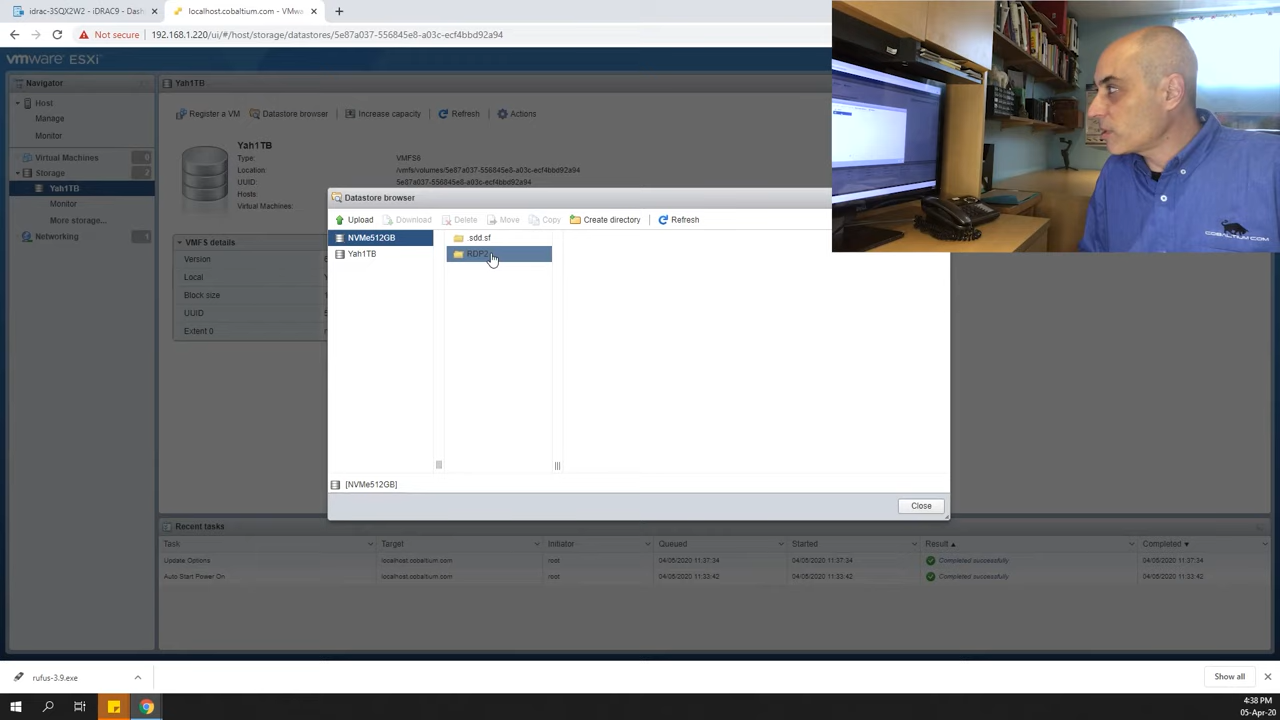 idrac-3SQX2W2 - iDRAC9 - Dash
localhost.cobaltium.com - VMwa
Not secure
192.168.1.220/ui/#/host/storage/datastores/5e87a037-556845e8-a03c-ecf4bbd92a94
vmware ESXi
Navigator
Host
Manage
Monitor
Virtual Machines
0
Storage
2
Yah1TB
Monitor
More storage...
Networking
1
Yah1TB
Register a VM
Datastore browser
Increase capacity
Refresh
Actions
Yah1TB
Type: VMFS6
Location /vmfs/volumes/5e87a037-556845e8-a03c-ecf4bbd92a94
UUID: 5e87a037-556845e8-a03c-ecf4bbd92a94
Hosts:
Virtual Machines:
VMFS details
Version
Local
Block size
UUID
Extent 0
Datastore browser
Upload
Download
Delete
Move
Copy
Create directory
Refresh
NVMe512GB
Yah1TB
.sdd.sf
RDP2
[NVMe512GB]
Close
Recent tasks
Task Target Initiator Queued Started Result Completed
Update Options localhost.cobaltium.com root 04/05/2020 11:37:34 04/05/2020 11:37:34 Completed successfully 04/05/2020 11:37:34
Auto Start Power On localhost.cobaltium.com root 04/05/2020 11:33:42 04/05/2020 11:33:42 Completed successfully 04/05/2020 11:33:42
COBALTIUM.COM
rufus-3.9.exe
Show all
4:38 PM
05-Apr-20